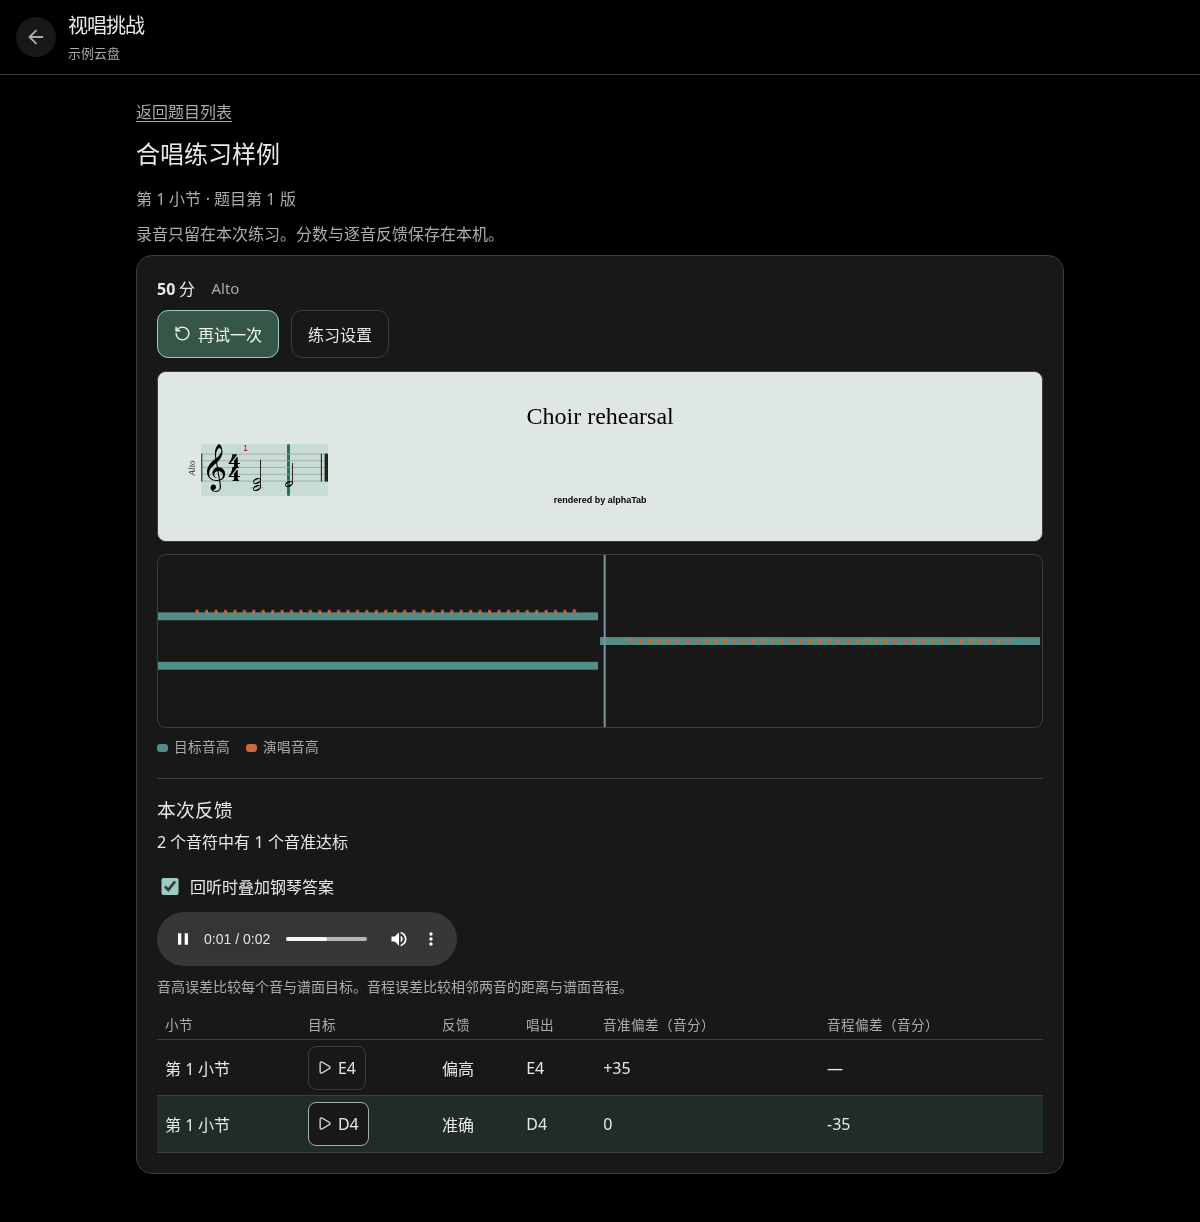 视唱挑战
示例云盘
返回题目列表
合唱练习样例
第 1 小节 · 题目第 1 版
录音只留在本次练习。分数与逐音反馈保存在本机。
50 分 Alto
再试一次 练习设置
Choir rehearsal
1
Alto
4
4
rendered by alphaTab
目标音高 演唱音高
本次反馈
2 个音符中有 1 个音准达标
回听时叠加钢琴答案
0:01 / 0:02
音高误差比较每个音与谱面目标。音程误差比较相邻两音的距离与谱面音程。
小节 目标 反馈 唱出 音准偏差（音分） 音程偏差（音分）
第 1 小节 E4 偏高 E4 +35 —
第 1 小节 D4 准确 D4 0 -35